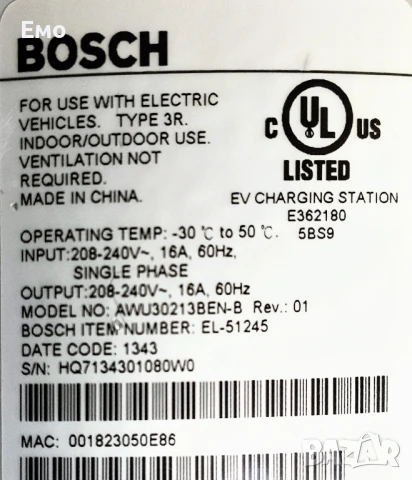 Emo
BOSCH
FOR USE WITH ELECTRIC
VEHICLES. TYPE 3R.
INDOOR/OUTDOOR USE.
VENTILATION NOT
REQUIRED.
MADE IN CHINA.
C UL US
LISTED
EV CHARGING STATION
E362180
5BS9
OPERATING TEMP: -30 ℃ to 50 ℃.
INPUT:208-240V~, 16A, 60Hz,
SINGLE PHASE
OUTPUT:208-240V~, 16A, 60Hz
MODEL NO: AWU30213BEN-B Rev.: 01
BOSCH ITEM NUMBER: EL-51245
DATE CODE: 1343
S/N: HQ7134301080W0
MAC: 001823050E86
bazar